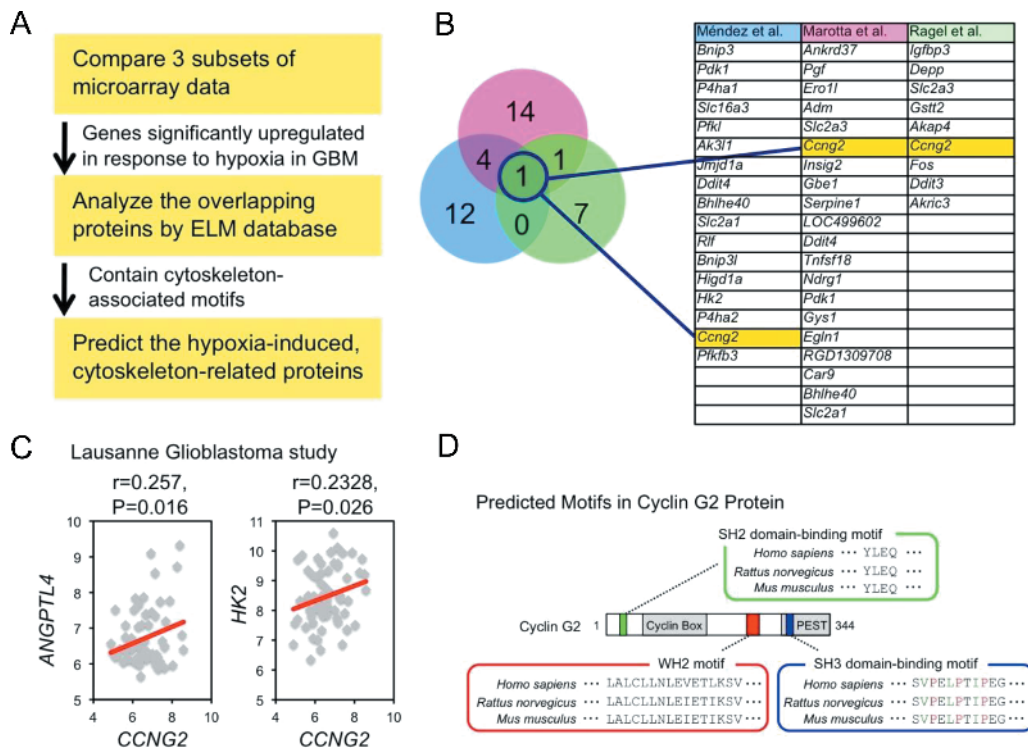 A
Compare 3 subsets of
microarray data
Genes significantly upregulated
in response to hypoxia in GBM
Analyze the overlapping
proteins by ELM database
Contain cytoskeleton-
associated motifs
Predict the hypoxia-induced,
cytoskeleton-related proteins
B
14
4
1
1
12
0
7
Méndez et al. Marotta et al. Ragel et al.
Bnip3 Ankrd37 Igfbp3
Pdk1 Pgf Depp
P4ha1 Ero1l Slc2a3
Slc16a3 Adm Gstt2
Pfkl Slc2a3 Akap4
Ak3l1 Ccng2 Ccng2
Jmjd1a Insig2 Fos
Ddit4 Gbe1 Ddit3
Bhlhe40 Serpine1 Akric3
Slc2a1 LOC499602
Rlf Ddit4
Bnip3l Tnfsf18
Higd1a Ndrg1
Hk2 Pdk1
P4ha2 Gys1
Ccng2 Egln1
Pfkfb3 RGD1309708
Car9
Bhlhe40
Slc2a1
C
Lausanne Glioblastoma study
r=0.257,
P=0.016
ANGPTL4
10
9
8
7
6
5
4 6 8 10
CCNG2
r=0.2328,
P=0.026
HK2
11
10
9
8
7
6
5
4 6 8 10
CCNG2
D
Predicted Motifs in Cyclin G2 Protein
SH2 domain-binding motif
Homo sapiens ··· YLEQ ···
Rattus norvegicus ··· YLEQ ···
Mus musculus ··· YLEQ ···
Cyclin G2 1 Cyclin Box PEST 344
WH2 motif
Homo sapiens ··· LALCLLNLEVETLKSV ···
Rattus norvegicus ··· LALCLLNLEIETLKSV ···
Mus musculus ··· LALCLLNLEIETLKSV ···
SH3 domain-binding motif
Homo sapiens ··· SVPELPTIPEG ···
Rattus norvegicus ··· SVPELPTIPEG ···
Mus musculus ··· SVPELPTIPEG ···